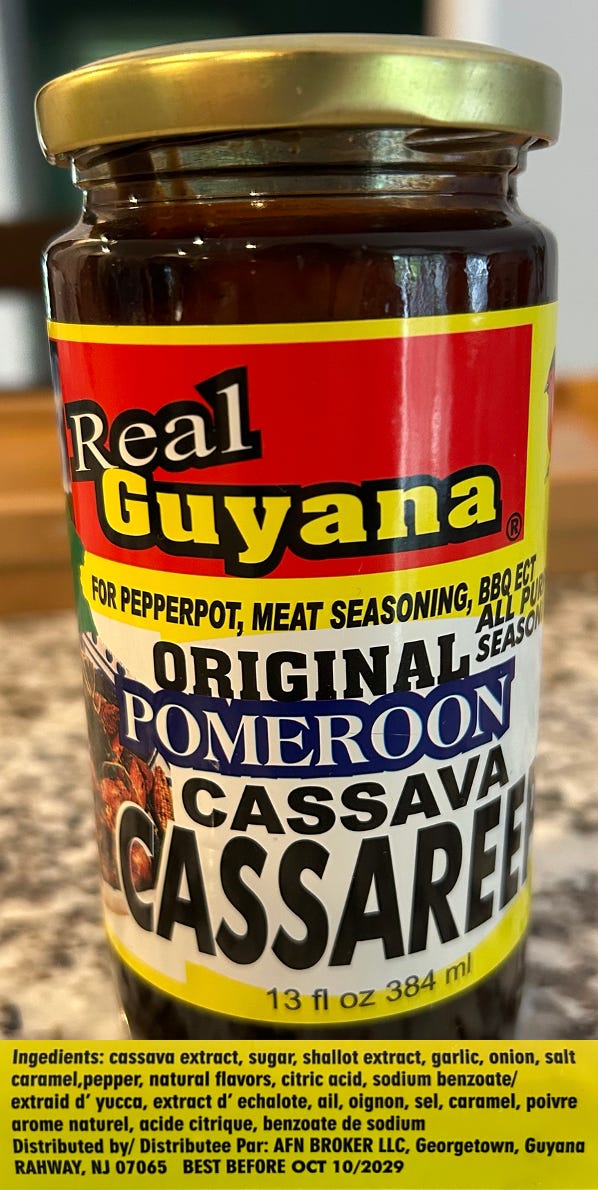 Real
Guyana®
FOR PEPPERPOT, MEAT SEASONING, BBQ ECT
ALL
ORIGINAL
POMEROON
CASSAVA
13 fl oz 384 ml
Ingedients: cassava extract, sugar, shallot extract, garlic, onion, salt
caramel,pepper, natural flavors, citric acid, sodium benzoate/
extraid d' yucca, extract d' echalote, ail, oignon, sel, caramel, poivre
arome naturel, acide citrique, benzoate de sodium
Distributed by/ Distributee Par: AFN BROKER LLC, Georgetown, Guyana
RAHWAY, NJ 07065 BEST BEFORE OCT 10/2029